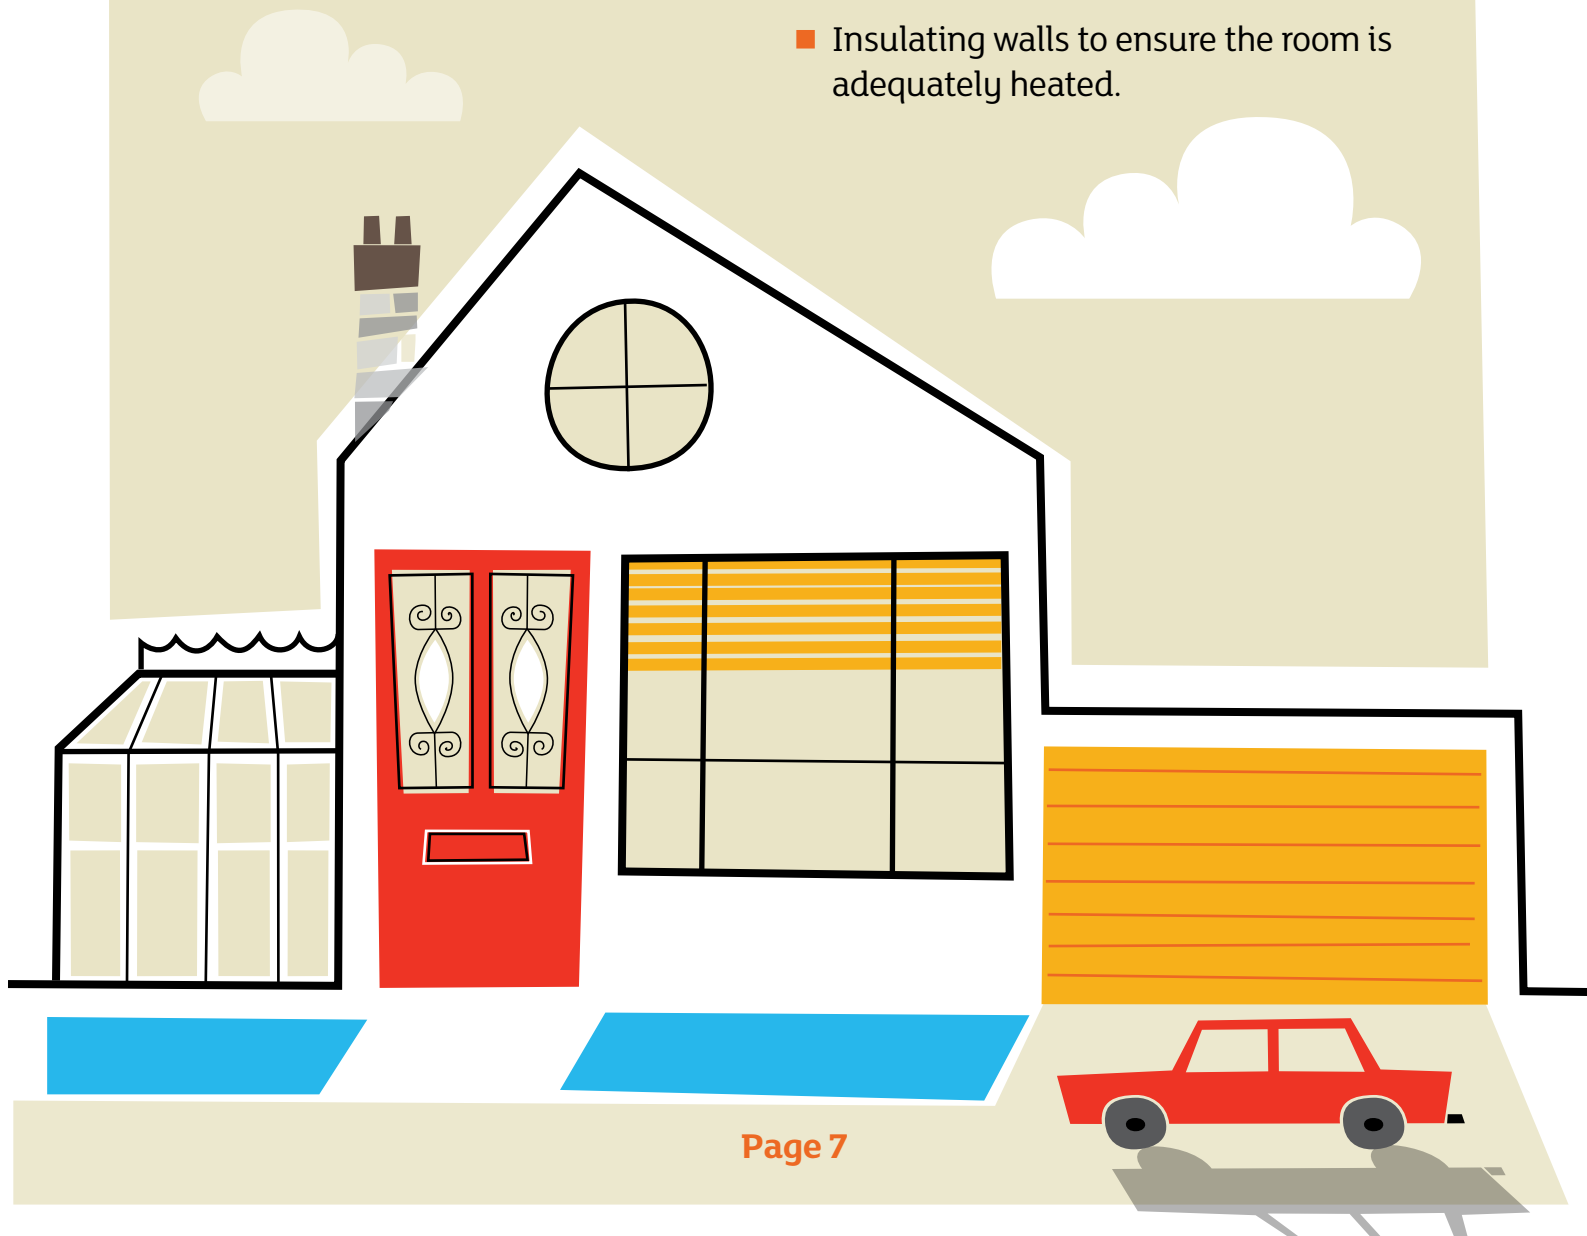 ■ Insulating walls to ensure the room is
adequately heated.
Page 7